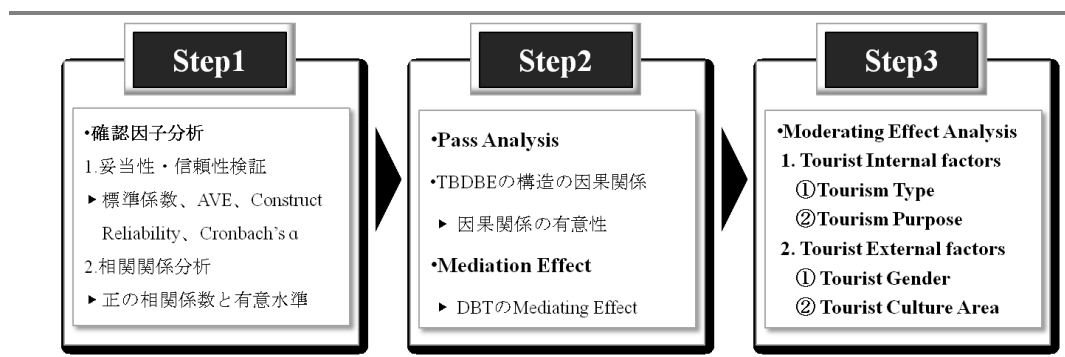 Step1
•確認因子分析
1.妥当性・信頼性検証
▶ 標準係数、AVE、Construct
Reliability、Cronbach’s α
2.相関関係分析
▶ 正の相関係数と有意水準
Step2
•Pass Analysis
•TBDBEの構造の因果関係
▶ 因果関係の有意性
•Mediation Effect
▶ DBTのMediating Effect
Step3
•Moderating Effect Analysis
1. Tourist Internal factors
①Tourism Type
②Tourism Purpose
2. Tourist External factors
① Tourist Gender
② Tourist Culture Area